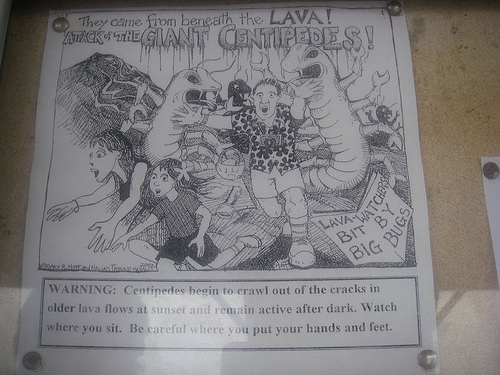 They came from beneath the LAVA!
ATTACK of THE GIANT CENTIPEDES!
LAVA-WATCHERS
BIT BY
BIG BUGS
WARNING: Centipedes begin to crawl out of the cracks in
older lava flows at sunset and remain active after dark. Watch
where you sit. Be careful where you put your hands and feet.